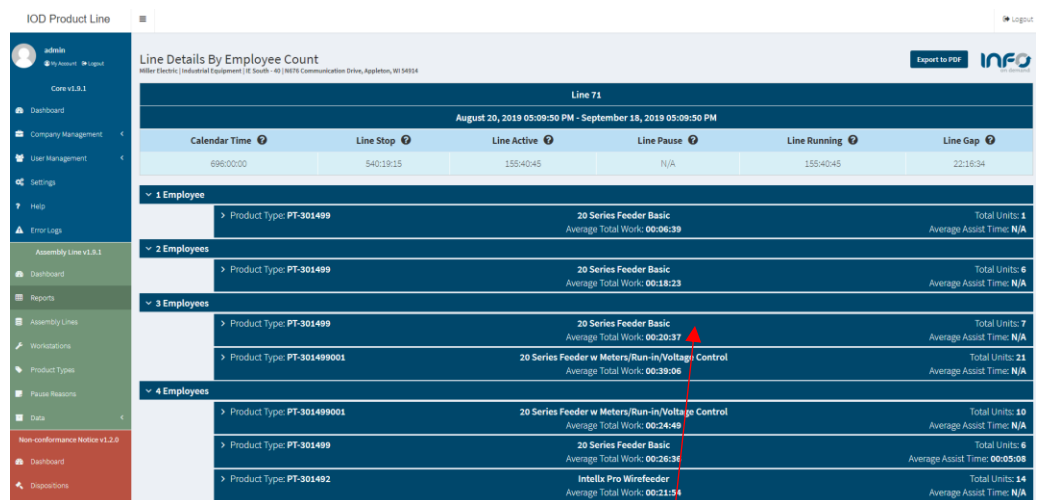 IOD Product Line
Logout
admin
My Account Logout
Core v1.9.1
Dashboard
Company Management
User Management
Settings
Help
Error Logs
Assembly Line v1.9.1
Dashboard
Reports
Assembly Lines
Workstations
Product Types
Pause Reasons
Data
Non-conformance Notice v1.2.0
Dashboard
Dispositions
Line Details By Employee Count
Miller Electric | Industrial Equipment | IE South - 40 | N676 Communication Drive, Appleton, WI 54914
Export to PDF
INFO
on demand
Line 71
August 20, 2019 05:09:50 PM - September 18, 2019 05:09:50 PM
Calendar Time Line Stop Line Active Line Pause Line Running Line Gap
696:00:00 540:19:15 155:40:45 N/A 155:40:45 22:16:34
1 Employee
Product Type: PT-301499 20 Series Feeder Basic Total Units: 1
Average Total Work: 00:06:39 Average Assist Time: N/A
2 Employees
Product Type: PT-301499 20 Series Feeder Basic Total Units: 6
Average Total Work: 00:18:23 Average Assist Time: N/A
3 Employees
Product Type: PT-301499 20 Series Feeder Basic Total Units: 7
Average Total Work: 00:20:37 Average Assist Time: N/A
Product Type: PT-301499001 20 Series Feeder w Meters/Run-in/Voltage Control Total Units: 21
Average Total Work: 00:39:06 Average Assist Time: N/A
4 Employees
Product Type: PT-301499001 20 Series Feeder w Meters/Run-in/Voltage Control Total Units: 10
Average Total Work: 00:24:49 Average Assist Time: N/A
Product Type: PT-301499 20 Series Feeder Basic Total Units: 6
Average Total Work: 00:26:36 Average Assist Time: 00:05:08
Product Type: PT-301492 Intellx Pro Wirefeeder Total Units: 14
Average Total Work: 00:21:54 Average Assist Time: N/A